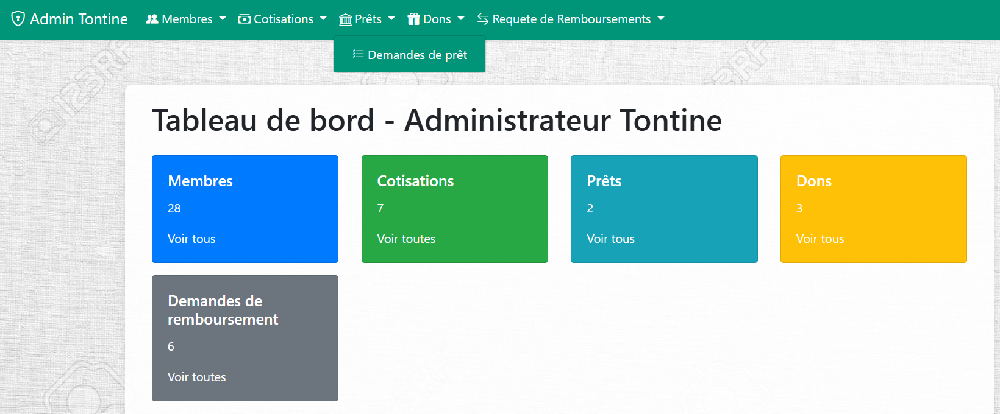 Admin Tontine Membres Cotisations Prêts Dons Requete de Remboursements
Demandes de prêt
Tableau de bord - Administrateur Tontine
Membres
28
Voir tous
Cotisations
7
Voir toutes
Prêts
2
Voir tous
Dons
3
Voir tous
Demandes de
remboursement
6
Voir toutes
123RF
123RF